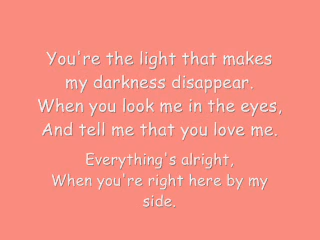 You're the light that makes
my darkness disappear.
When you look me in the eyes,
And tell me that you love me.
Everything's alright,
When you're right here by my
side.